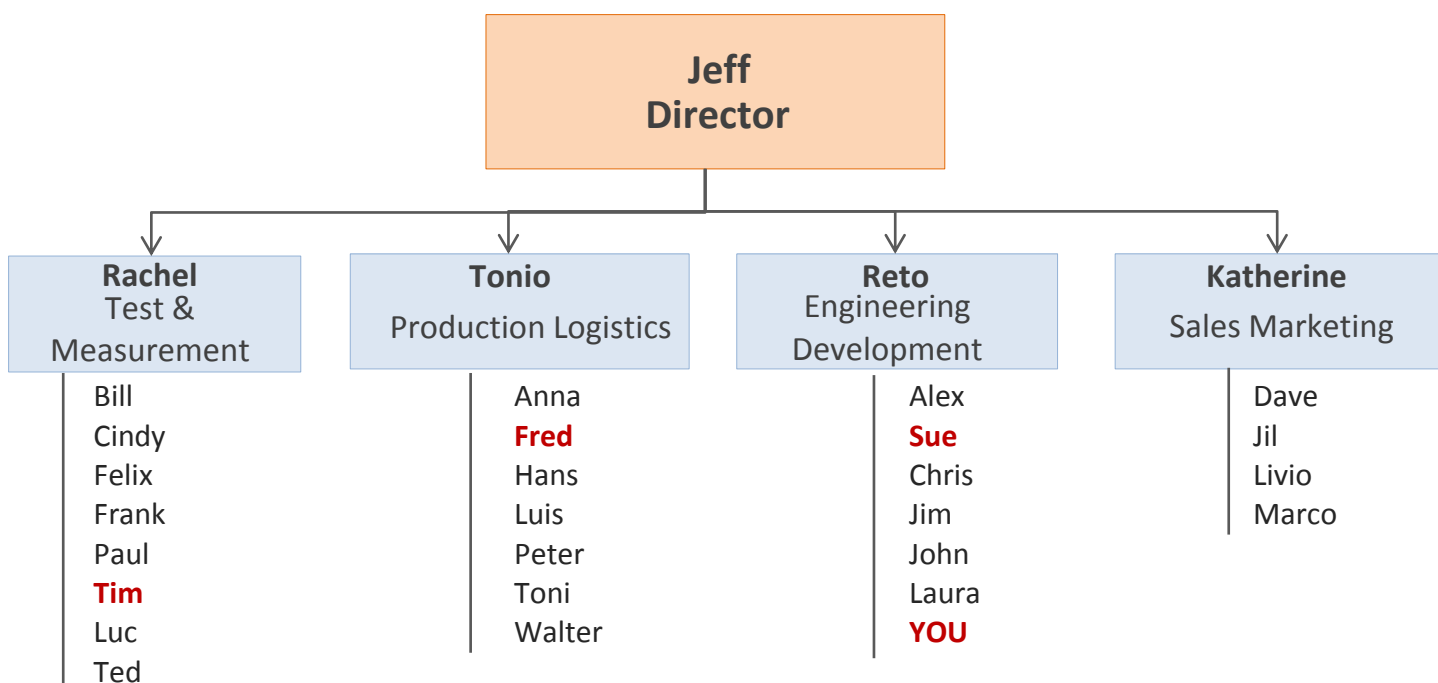 Jeff
Director
Rachel
Test &
Measurement
Bill
Cindy
Felix
Frank
Paul
Tim
Luc
Ted
Tonio
Production Logistics
Anna
Fred
Hans
Luis
Peter
Toni
Walter
Reto
Engineering
Development
Alex
Sue
Chris
Jim
John
Laura
YOU
Katherine
Sales Marketing
Dave
Jil
Livio
Marco